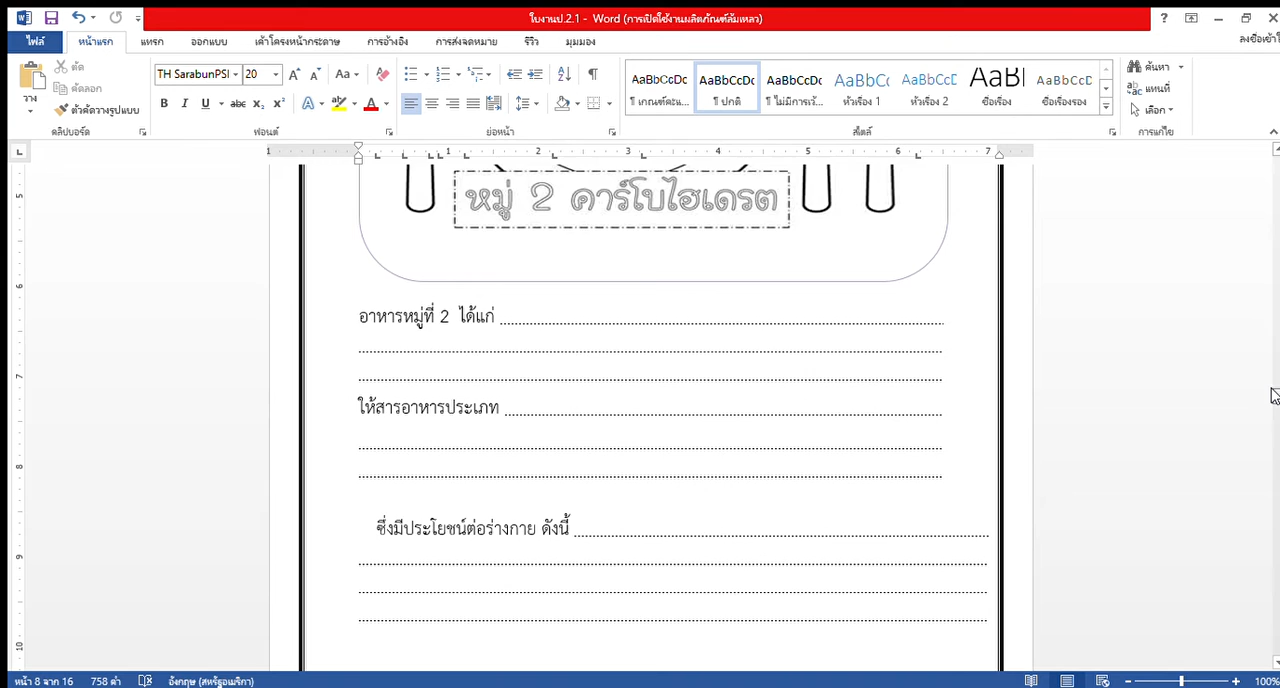 ใบงานป.2.1 - Word (การเปิดใช้งานผลิตภัณฑ์ล้มเหลว)
ไฟล์ หน้าแรก แทรก ออกแบบ เค้าโครงหน้ากระดาษ การอ้างอิง การส่งจดหมาย รีวิว มุมมอง ลงชื่อเข้าใ
วาง
ตัด
คัดลอก
ตัวคัดวางรูปแบบ
คลิปบอร์ด
TH SarabunPSI 20
ฟอนต์
ย่อหน้า
AaBbCcDc AaBbCcDc AaBbCcDc AaBbCc AaBbCcD AaBl AaBbCcD
¶ เกณฑ์คะแ... ¶ ปกติ ¶ ไม่มีการเว้... หัวเรื่อง 1 หัวเรื่อง 2 ชื่อเรื่อง ชื่อเรื่องรอง
สไตล์
ค้นหา
แทนที่
เลือก
การแก้ไข
หมู่ 2 คาร์โบไฮเดรต
อาหารหมู่ที่ 2 ได้แก่
ให้สารอาหารประเภท
ซึ่งมีประโยชน์ต่อร่างกาย ดังนี้
หน้า 8 จาก 16 758 คำ อังกฤษ (สหรัฐอเมริกา) 100%